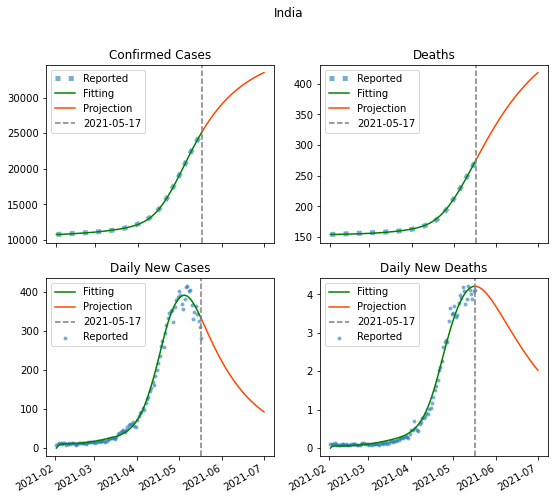 India
Confirmed Cases
Reported
Fitting
Projection
2021-05-17
35000
30000
25000
20000
15000
10000
Deaths
Reported
Fitting
Projection
2021-05-17
400
350
300
250
200
150
Daily New Cases
Fitting
Projection
2021-05-17
Reported
400
300
200
100
0
2021-02
2021-03
2021-04
2021-05
2021-06
2021-07
Daily New Deaths
Fitting
Projection
2021-05-17
Reported
4
3
2
1
0
2021-02
2021-03
2021-04
2021-05
2021-06
2021-07